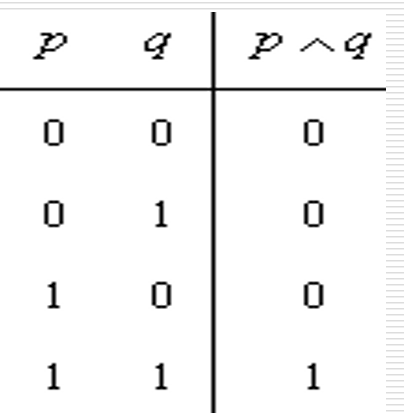 p q p ∧ q
0 0 0
0 1 0
1 0 0
1 1 1